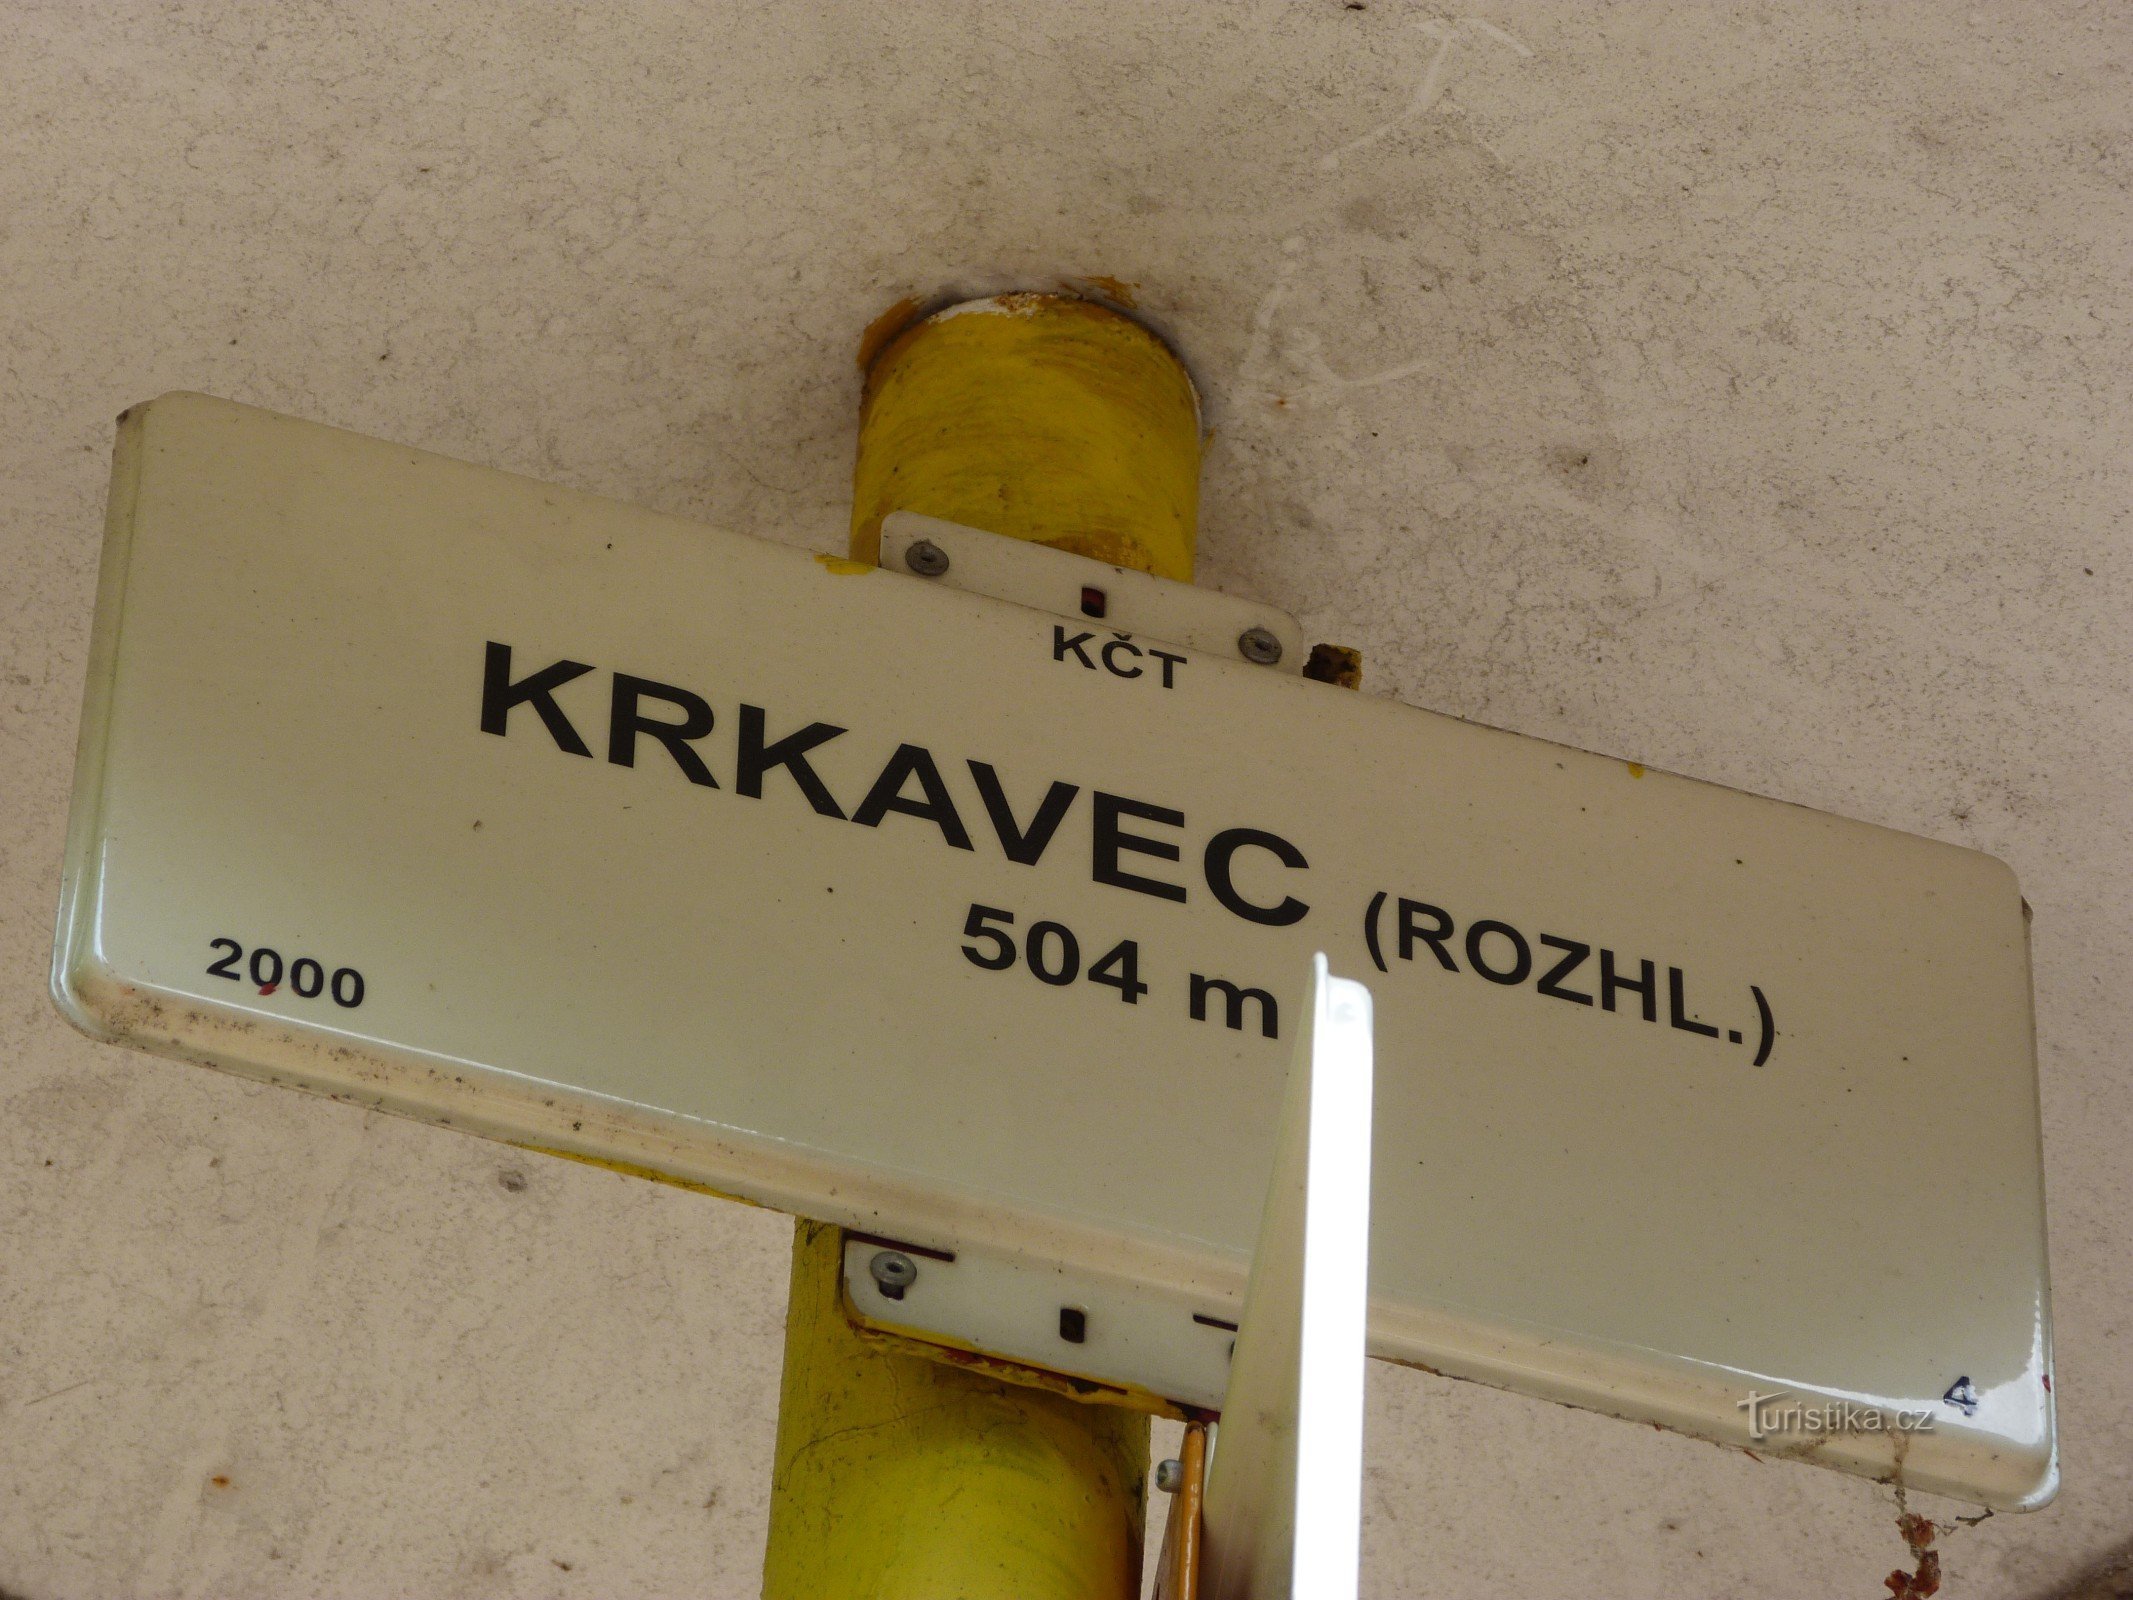 KČT
KRKAVEC (ROZHL.)
504 m
2000
4
Turistika.cz